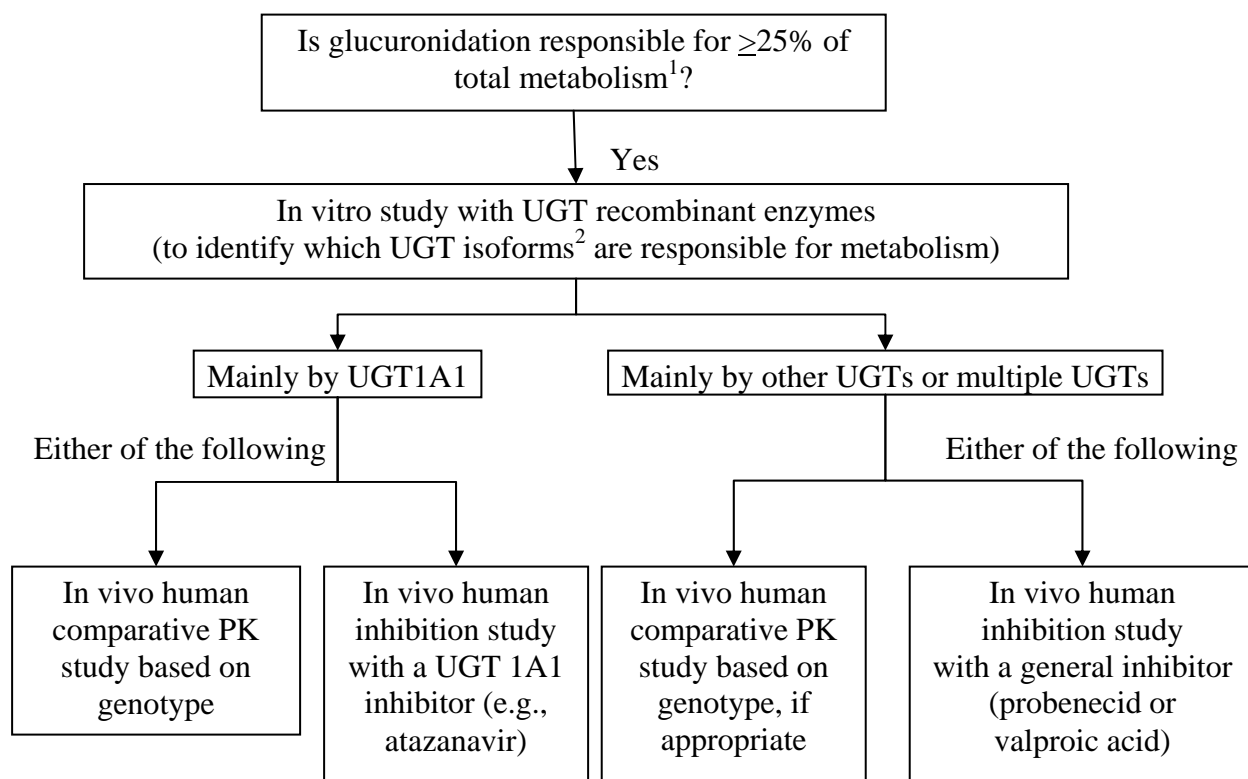 Is glucuronidation responsible for ≥25% of
total metabolism¹?
Yes
In vitro study with UGT recombinant enzymes
(to identify which UGT isoforms² are responsible for metabolism)
Mainly by UGT1A1
Mainly by other UGTs or multiple UGTs
Either of the following
Either of the following
In vivo human
comparative PK
study based on
genotype
In vivo human
inhibition study
with a UGT 1A1
inhibitor (e.g.,
atazanavir)
In vivo human
comparative PK
study based on
genotype, if
appropriate
In vivo human
inhibition study
with a general inhibitor
(probenecid or
valproic acid)